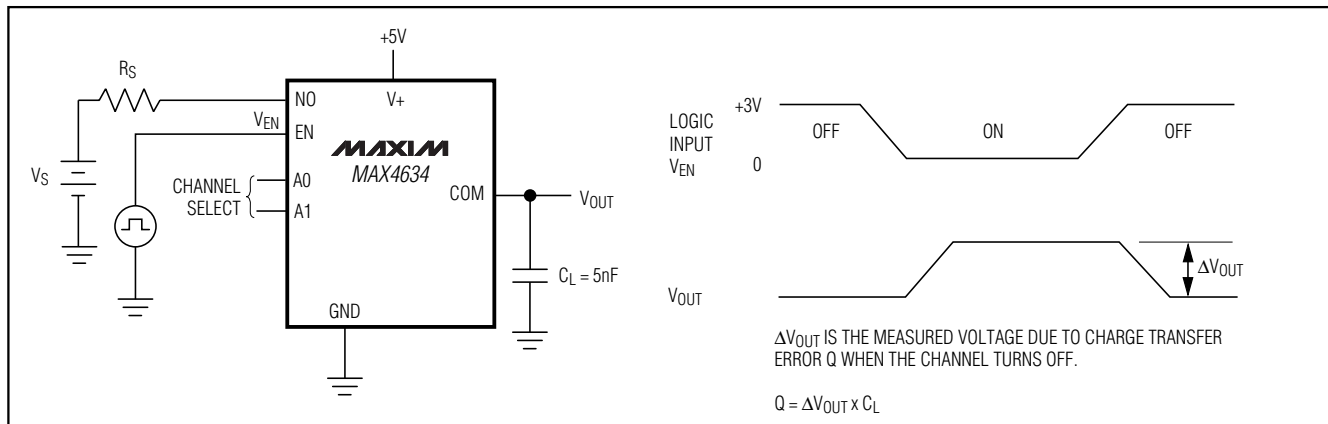 +5V
R_S
NO
V+
V_EN
EN
MAXIM
MAX4634
V_S
CHANNEL
SELECT
A0
A1
COM
V_OUT
C_L = 5nF
GND
LOGIC
INPUT
V_EN
+3V
0
OFF
ON
OFF
V_OUT
ΔV_OUT
ΔV_OUT IS THE MEASURED VOLTAGE DUE TO CHARGE TRANSFER
ERROR Q WHEN THE CHANNEL TURNS OFF.
Q = ΔV_OUT x C_L